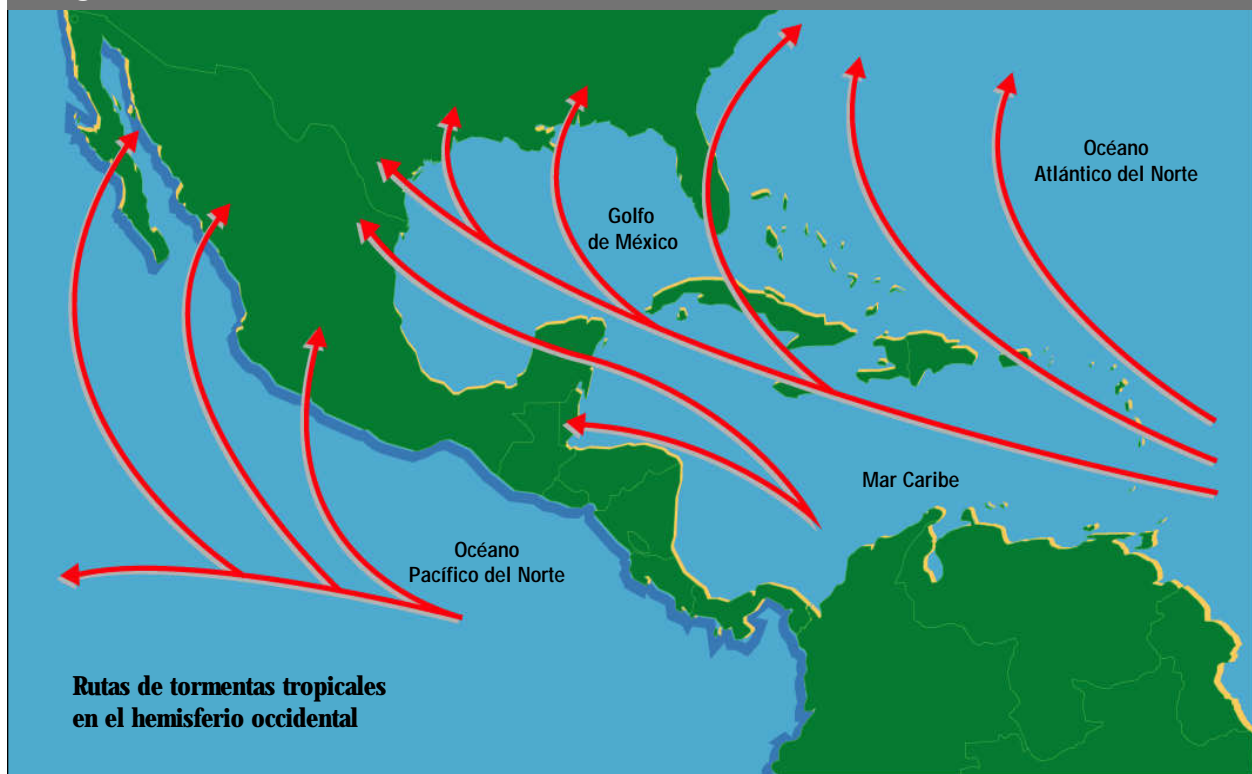 Océano
Atlántico del Norte
Golfo
de México
Mar Caribe
Océano
Pacífico del Norte
Rutas de tormentas tropicales
en el hemisferio occidental